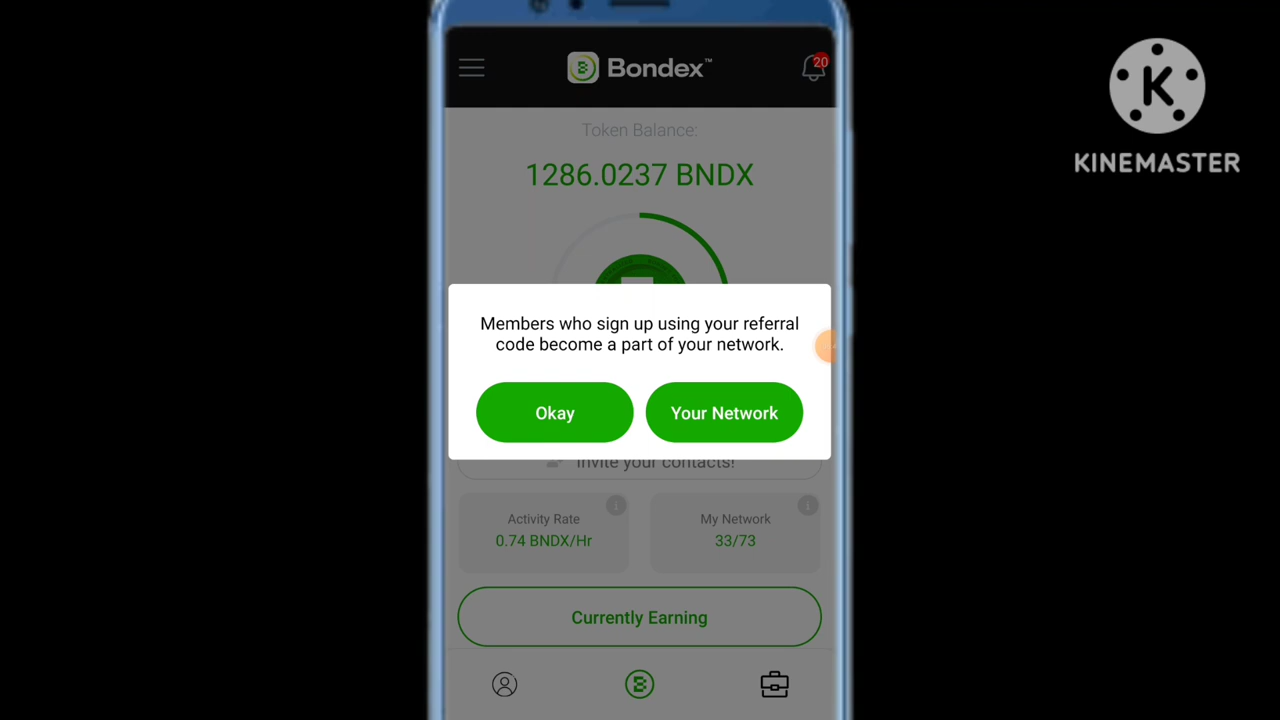 Bondex™
20
KINEMASTER
Token Balance:
1286.0237 BNDX
Members who sign up using your referral
code become a part of your network.
Okay
Your Network
Invite your contacts!
Activity Rate
0.74 BNDX/Hr
My Network
33/73
Currently Earning